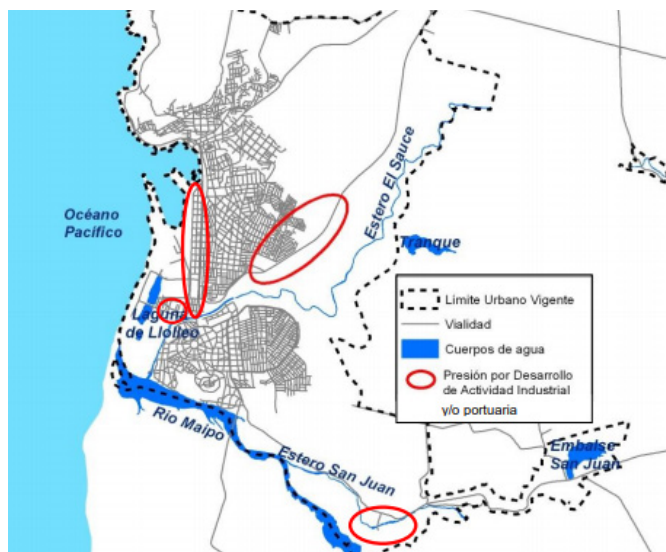 Estero El Sauce
Océano
Pacífico
Tranque
Laguna
de Llolleo
Límite Urbano Vigente
Vialidad
Cuerpos de agua
Presión por Desarrollo
de Actividad Industrial
y/o portuaria
Río Maipo
Estero San Juan
Embalse
San Juan